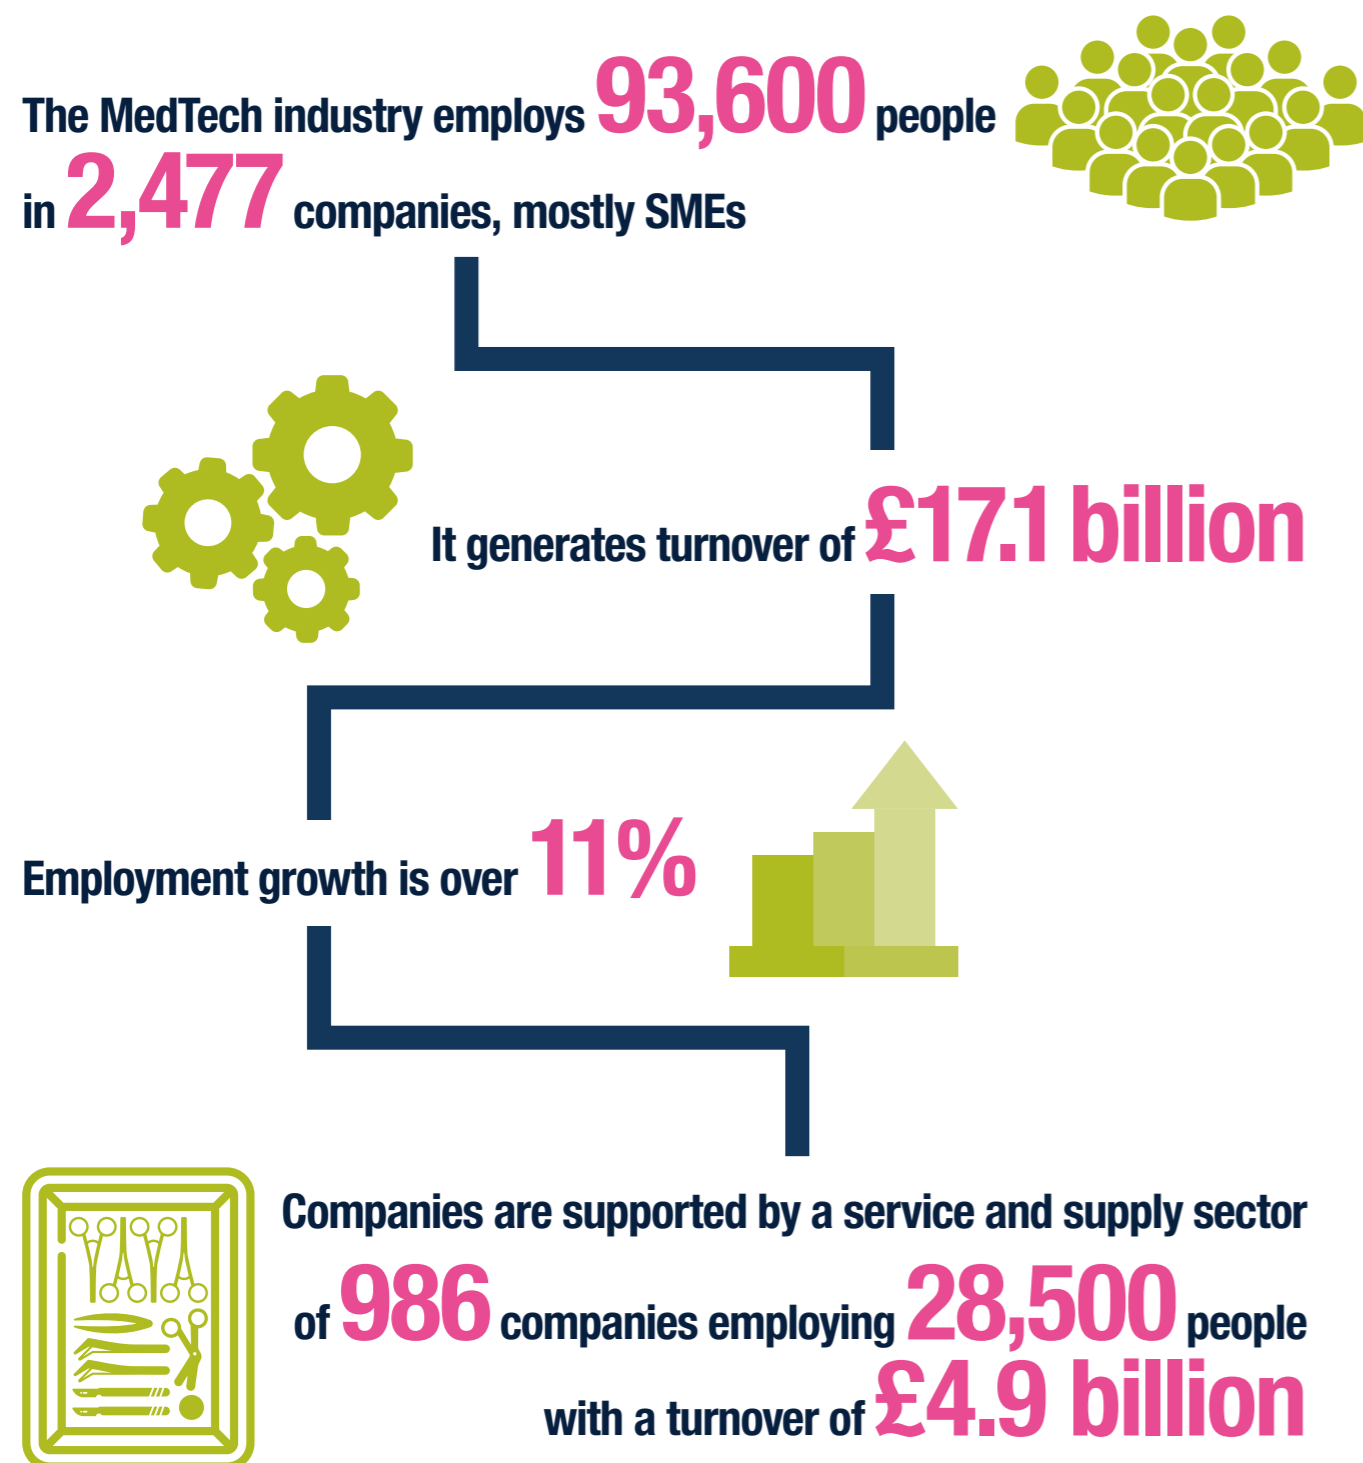 The MedTech industry employs 93,600 people
in 2,477 companies, mostly SMEs
It generates turnover of £17.1 billion
Employment growth is over 11%
Companies are supported by a service and supply sector
of 986 companies employing 28,500 people
with a turnover of £4.9 billion